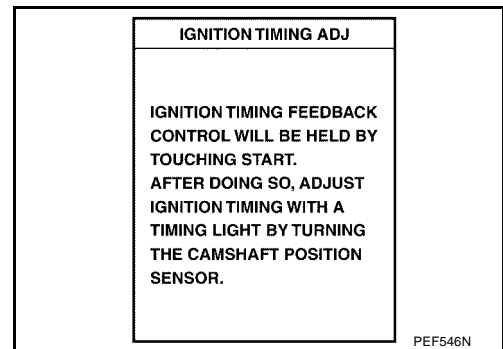 IGNITION TIMING ADJ
IGNITION TIMING FEEDBACK
CONTROL WILL BE HELD BY
TOUCHING START.
AFTER DOING SO, ADJUST
IGNITION TIMING WITH A
TIMING LIGHT BY TURNING
THE CAMSHAFT POSITION
SENSOR.
PEF546N